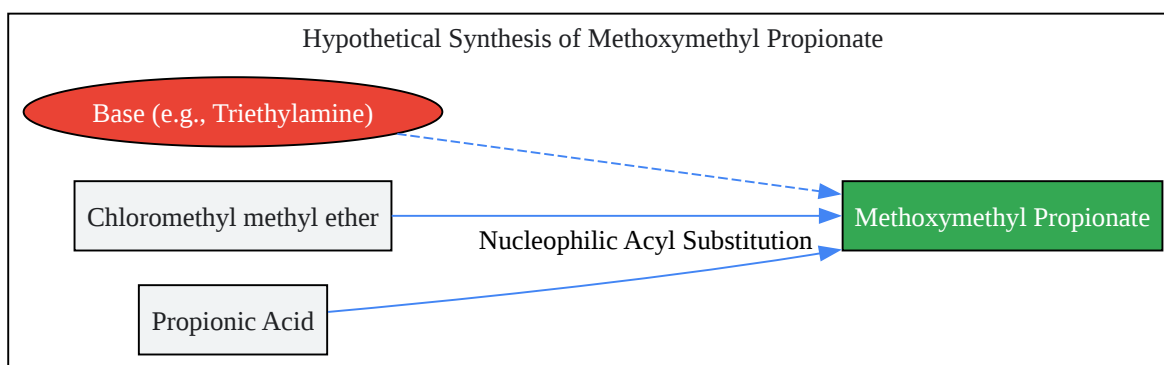 Hypothetical Synthesis of Methoxymethyl Propionate
Base (e.g., Triethylamine)
Chloromethyl methyl ether
Methoxymethyl Propionate
Nucleophilic Acyl Substitution
Propionic Acid